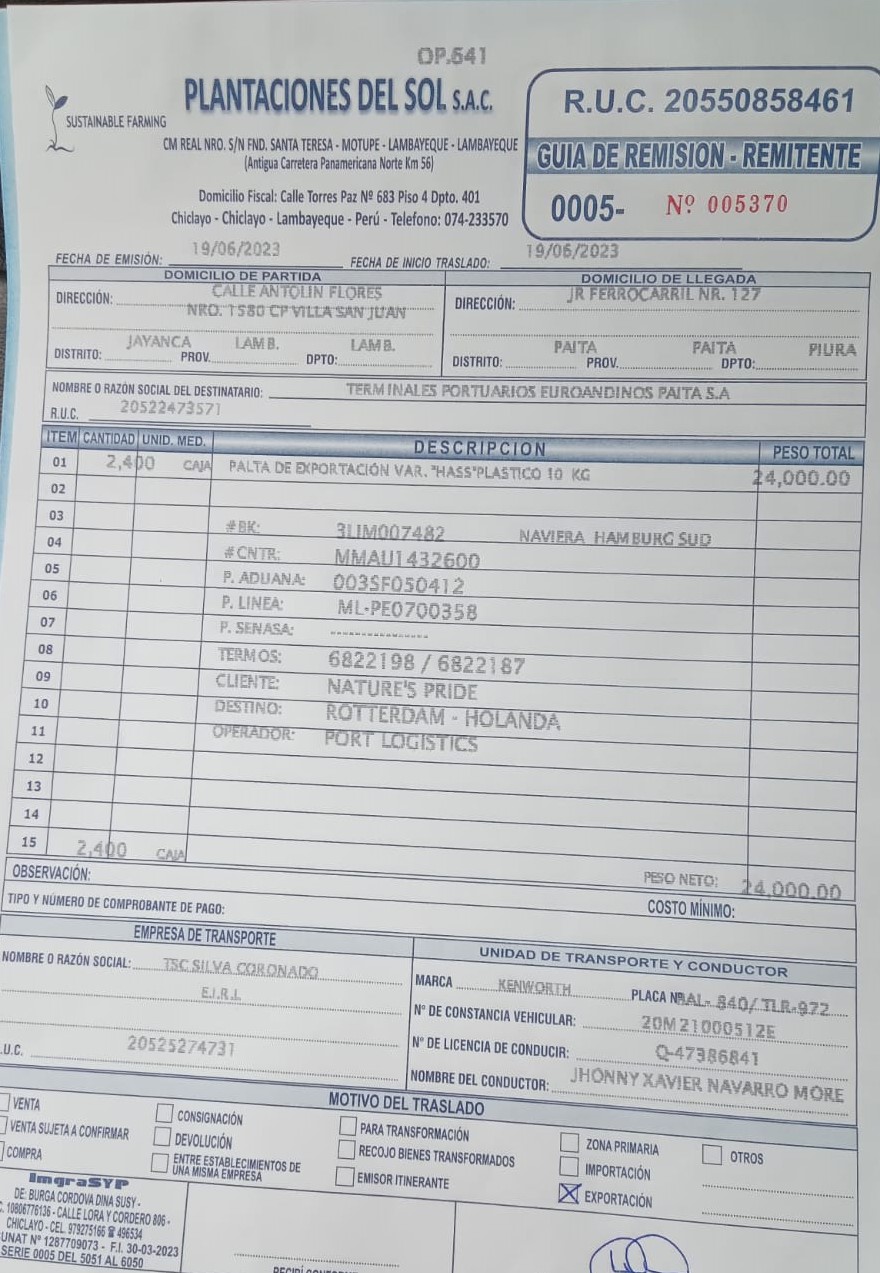 OP.541
SUSTAINABLE FARMING
PLANTACIONES DEL SOL S.A.C.
CM REAL NRO. S/N FND. SANTA TERESA - MOTUPE - LAMBAYEQUE - LAMBAYEQUE
(Antigua Carretera Panamericana Norte Km 56)
Domicilio Fiscal: Calle Torres Paz Nº 683 Piso 4 Dpto. 401
Chiclayo - Chiclayo - Lambayeque - Perú - Telefono: 074-233570
R.U.C. 20550858461
GUIA DE REMISION - REMITENTE
0005- Nº 005370
FECHA DE EMISIÓN: 19/06/2023 FECHA DE INICIO TRASLADO: 19/06/2023
DOMICILIO DE PARTIDA
DIRECCIÓN: CALLE ANTOLIN FLORES
NRO. 1580 CP VILLA SAN JUAN
JAYANCA LAMB. LAMB.
DISTRITO: PROV. DPTO:
DOMICILIO DE LLEGADA
DIRECCIÓN: JR FERROCARRIL NR. 127
PAITA PAITA PIURA
DISTRITO: PROV. DPTO:
NOMBRE O RAZÓN SOCIAL DEL DESTINATARIO: TERMINALES PORTUARIOS EUROANDINOS PAITA S.A
R.U.C. 20522473571
ITEM CANTIDAD UNID. MED. DESCRIPCION PESO TOTAL
01 2,400 CAJA PALTA DE EXPORTACIÓN VAR. "HASS"PLASTICO 10 KG 24,000.00
02
03
#BK: 3LIM007482 NAVIERA HAMBURG SUD
04
#CNTR: MMAU1432600
05
P. ADUANA: 003SF050412
06
P. LINEA: ML-PE0700358
07
P. SENASA: --------------
08
TERMOS: 6822198 / 6822187
09
CLIENTE: NATURE'S PRIDE
10
DESTINO: ROTTERDAM - HOLANDA
11
OPERADOR: PORT LOGISTICS
12
13
14
15 2,400 CAJA
OBSERVACIÓN: PESO NETO: 24,000.00
TIPO Y NÚMERO DE COMPROBANTE DE PAGO: COSTO MÍNIMO:
EMPRESA DE TRANSPORTE
NOMBRE O RAZÓN SOCIAL: TSC SILVA CORONADO
E.I.R.L
.U.C. 20525274731
UNIDAD DE TRANSPORTE Y CONDUCTOR
MARCA KENWORTH PLACA NºAL- 840/ TLR-972
Nº DE CONSTANCIA VEHICULAR: 20M21000512E
Nº DE LICENCIA DE CONDUCIR: Q-47386841
NOMBRE DEL CONDUCTOR: JHONNY XAVIER NAVARRO MORE
MOTIVO DEL TRASLADO
VENTA
VENTA SUJETA A CONFIRMAR
COMPRA
CONSIGNACIÓN
DEVOLUCIÓN
ENTRE ESTABLECIMIENTOS DE
UNA MISMA EMPRESA
PARA TRANSFORMACIÓN
RECOJO BIENES TRANSFORMADOS
EMISOR ITINERANTE
ZONA PRIMARIA
IMPORTACIÓN
EXPORTACIÓN
OTROS
ImgraSYP
DE: BURGA CORDOVA DINA SUSY -
C. 10806776136 - CALLE LORA Y CORDERO 806 -
CHICLAYO - CEL. 979275166 ☎ 496534
UNAT Nº 1287709073 - F.I. 30-03-2023
SERIE 0005 DEL 5051 AL 6050